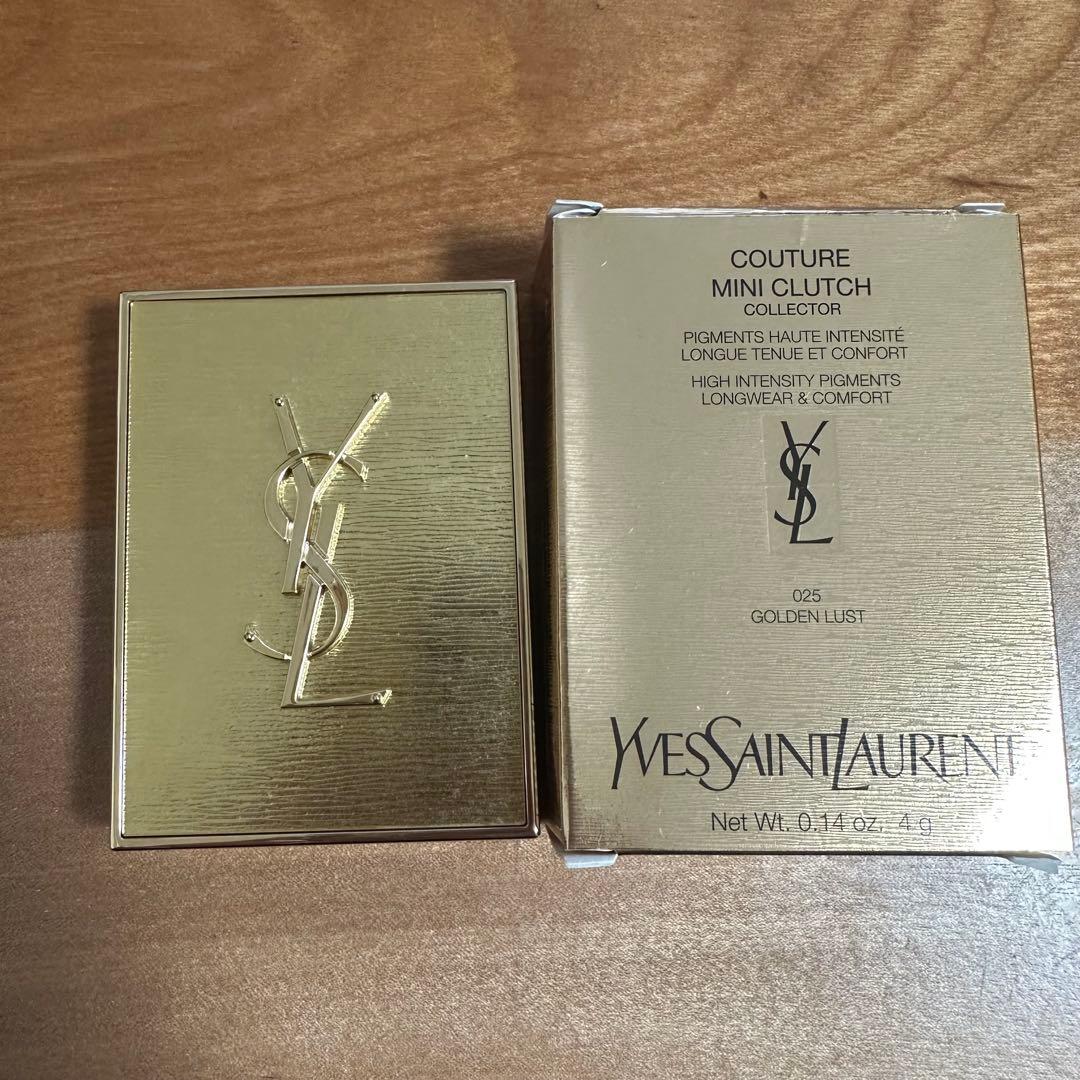 YSL
COUTURE
MINI CLUTCH
COLLECTOR
PIGMENTS HAUTE INTENSITÉ
LONGUE TENUE ET CONFORT
HIGH INTENSITY PIGMENTS
LONGWEAR & COMFORT
YSL
025
GOLDEN LUST
YVESSAINTLAURENT
Net Wt. 0.14 oz. 4 g